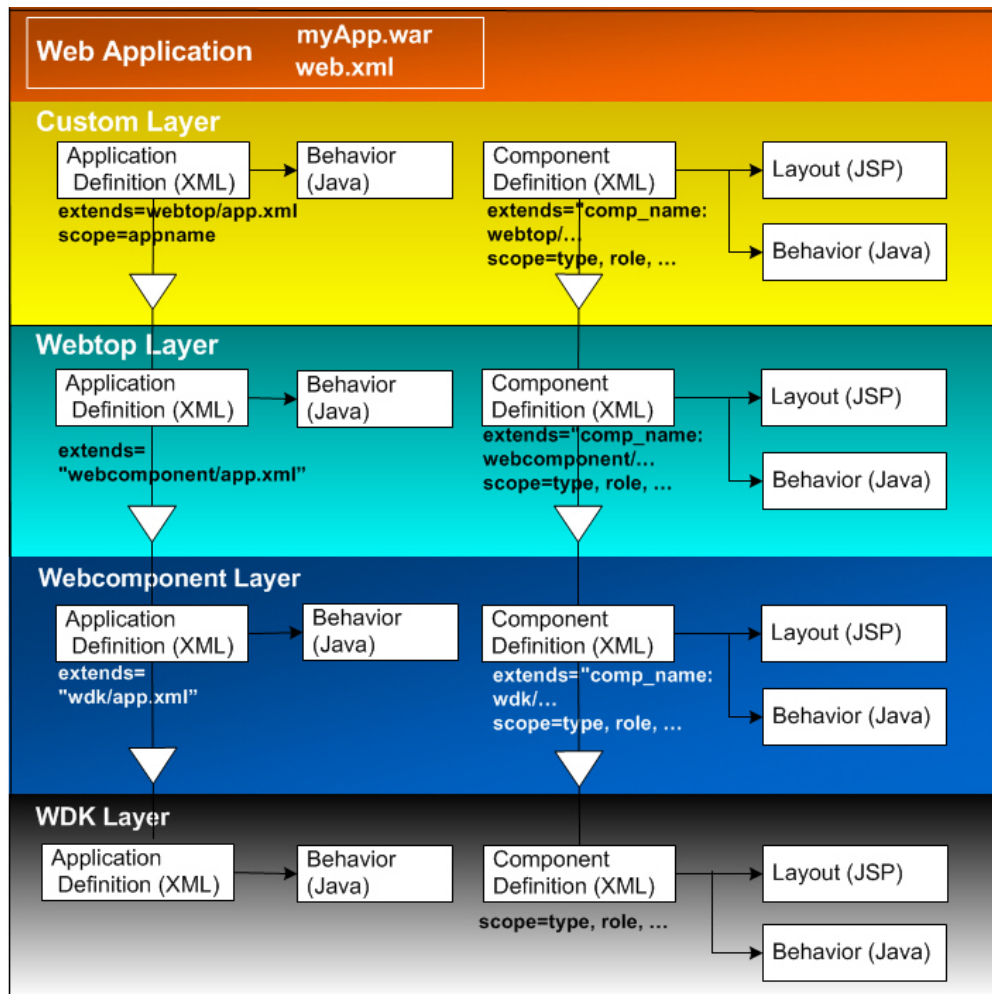 Web Application
myApp.war
web.xml
Custom Layer
Application
Definition (XML)
Behavior
(Java)
extends=webtop/app.xml
scope=appname
Component
Definition (XML)
extends="comp_name:
webtop/…
scope=type, role, …
Layout (JSP)
Behavior (Java)
Webtop Layer
Application
Definition (XML)
Behavior
(Java)
extends=
"webcomponent/app.xml”
Component
Definition (XML)
extends="comp_name:
webcomponent/…
scope=type, role, …
Layout (JSP)
Behavior (Java)
Webcomponent Layer
Application
Definition (XML)
Behavior
(Java)
extends=
"wdk/app.xml”
Component
Definition (XML)
extends="comp_name:
wdk/…
scope=type, role, …
Layout (JSP)
Behavior (Java)
WDK Layer
Application
Definition (XML)
Behavior
(Java)
Component
Definition (XML)
scope=type, role, …
Layout (JSP)
Behavior (Java)